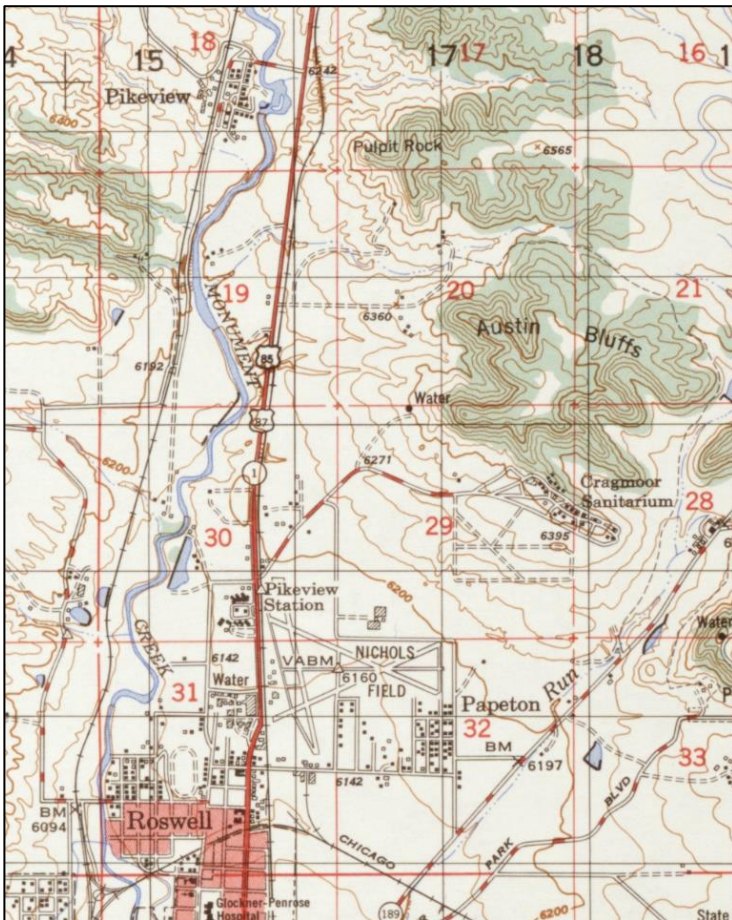 4
18
15
17
17
18
16
1
6242
Pikeview
6300
Pulpit Rock
6565
19
MONUMENT
20
21
6360
Austin Bluffs
85
6192
87
Water
6200
1
6271
Cragmoor
Sanitarium
28
29
30
6395
6
Pikeview
Station
6200
CREEK
Water
6142
VABM
6160
NICHOLS
FIELD
31
Water
Papeton
Run
32
P
BM
6197
33
6142
BLVD
BM
6094
Roswell
CHICAGO
PARK
Glockner-Penrose
Hospital
189
6200
State